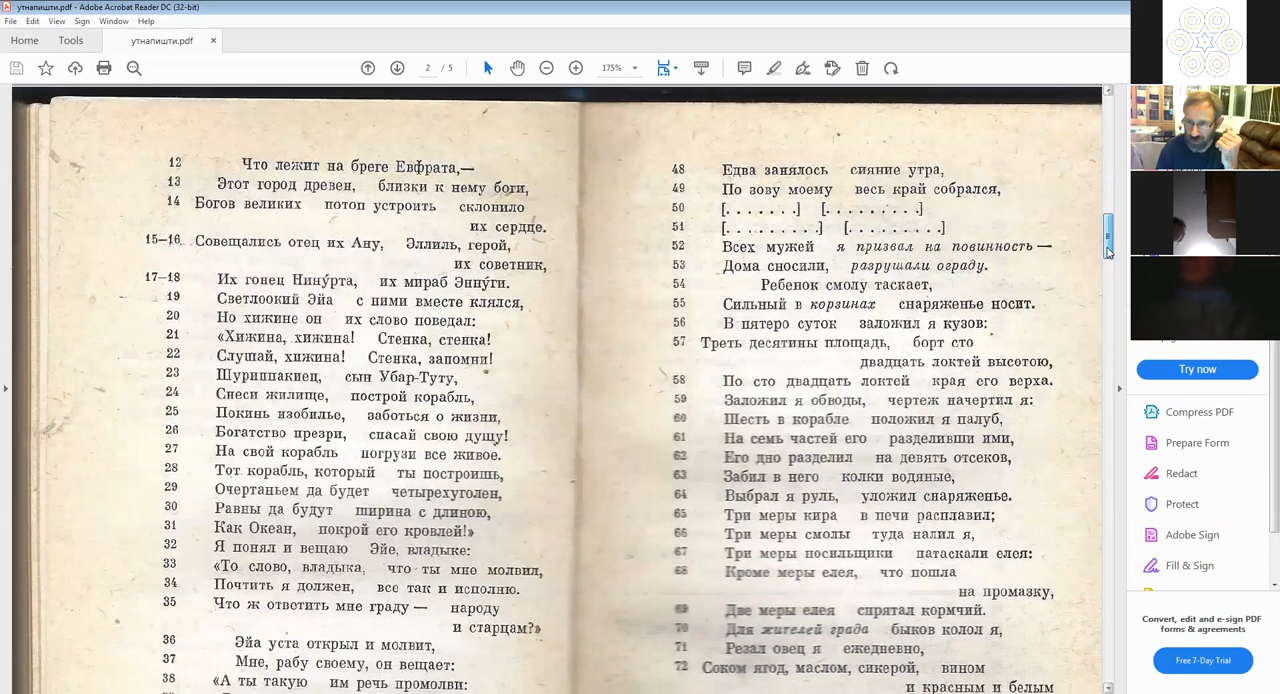 утнапишти.pdf - Adobe Acrobat Reader DC (32-bit)
File Edit View Sign Window Help
Home Tools утнапишти.pdf ×
2 / 5 175%
12 Что лежит на бреге Евфрата,—
13 Этот город древен, близки к нему боги,
14 Богов великих потоп устроить склонило
их сердце.
15–16 Совещались отец их Ану, Эллиль, герой,
их советник,
17–18 Их гонец Нину́рта, их мираб Энну́ги.
19 Светлоокий Эйа с ними вместе клялся,
20 Но хижине он их слово поведал:
21 «Хижина, хижина! Стенка, стенка!
22 Слушай, хижина! Стенка, запомни!
23 Шуриппакиец, сын Убар-Туту,
24 Снеси жилище, построй корабль,
25 Покинь изобилье, заботься о жизни,
26 Богатство презри, спасай свою душу!
27 На свой корабль погрузи все живое.
28 Тот корабль, который ты построишь,
29 Очертаньем да будет четырехуголен,
30 Равны да будут ширина с длиною,
31 Как Океан, покрой его кровлей!»
32 Я понял и вещаю Эйе, владыке:
33 «То слово, владыка, что ты мне молвил,
34 Почтить я должен, все так и исполню.
35 Что ж ответить мне граду — народу
и старцам?»
36 Эйа уста открыл и молвит,
37 Мне, рабу своему, он вещает:
38 «А ты такую им речь промолви:
48 Едва занялось сияние утра,
49 По зову моему весь край собрался,
50 [. . . . . . .] [. . . . . . . . .]
51 [. . . . . . . . .] [. . . . . . . . .]
52 Всех мужей я призвал на повинность —
53 Дома сносили, разрушали ограду.
54 Ребенок смолу таскает,
55 Сильный в корзинах снаряженье носит.
56 В пятеро суток заложил я кузов:
57 Треть десятины площадь, борт сто
двадцать локтей высотою,
58 По сто двадцать локтей края его верха.
59 Заложил я обводы, чертеж начертил я:
60 Шесть в корабле положил я палуб,
61 На семь частей его разделивши ими,
62 Его дно разделил на девять отсеков,
63 Забил в него колки водяные,
64 Выбрал я руль, уложил снаряженье.
65 Три меры кира в печи расплавил;
66 Три меры смолы туда налил я,
67 Три меры носильщики натаскали елея:
68 Кроме меры елея, что пошла
на промазку,
69 Две меры елея спрятал кормчий.
70 Для жителей града быков колол я,
71 Резал овец я ежедневно,
72 Соком ягод, маслом, сикерой, вином
и красным и белым
Try now
Compress PDF
Prepare Form
Redact
Protect
Adobe Sign
Fill & Sign
Convert, edit and e-sign PDF
forms & agreements
Free 7-Day Trial